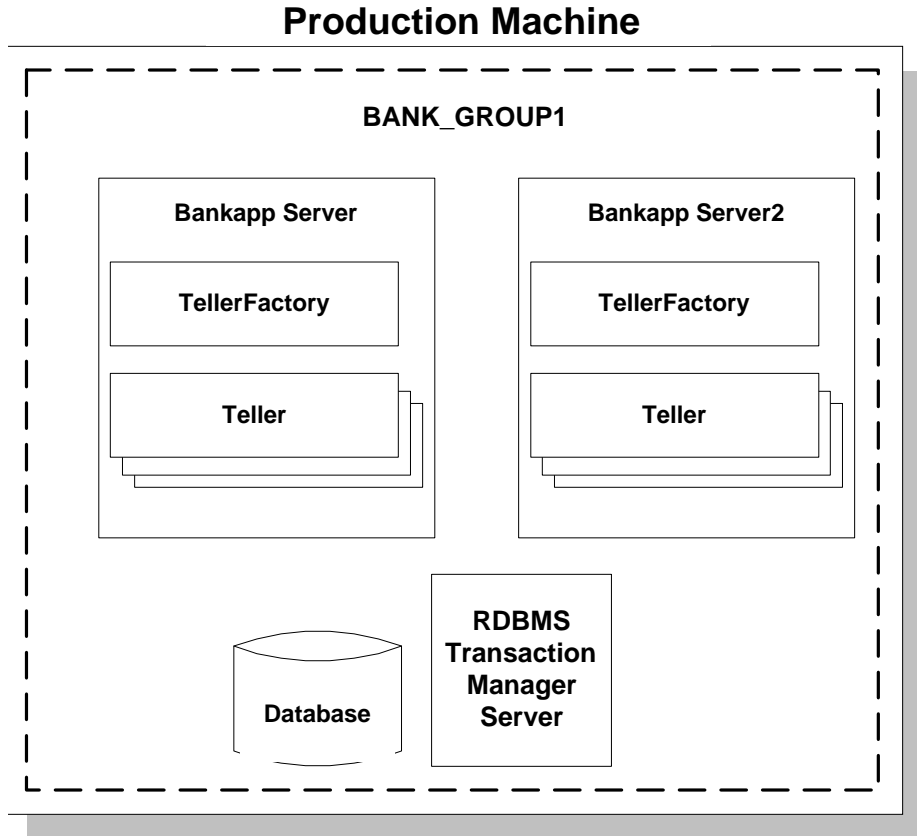 Production Machine
BANK_GROUP1
Bankapp Server
Bankapp Server2
TellerFactory
TellerFactory
Teller
Teller
RDBMS
Transaction
Manager
Server
Database